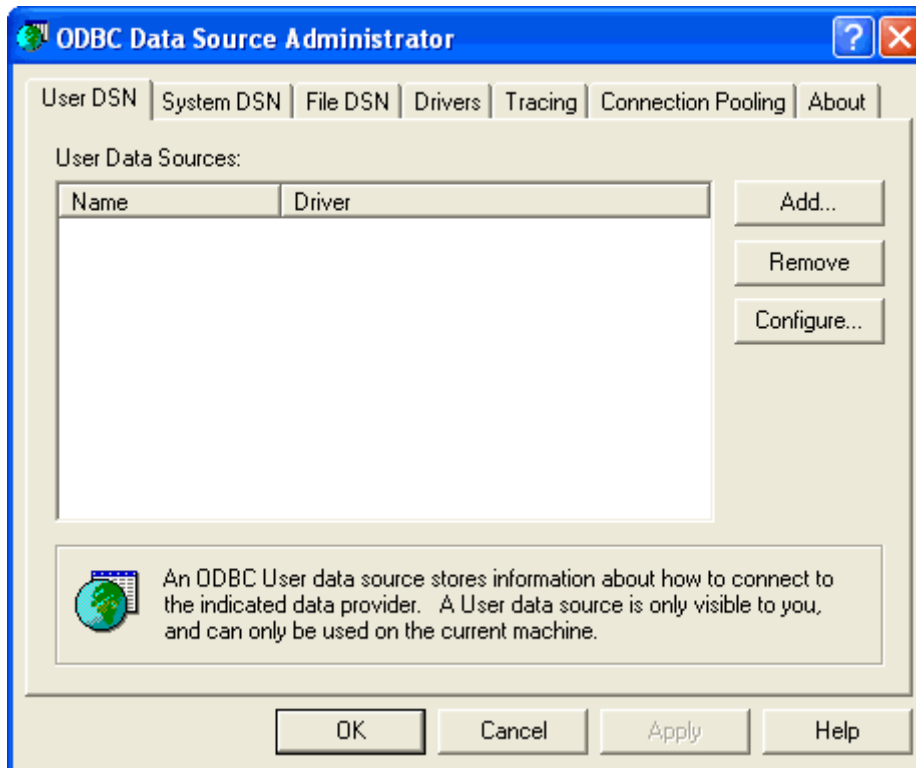 ODBC Data Source Administrator
User DSN System DSN File DSN Drivers Tracing Connection Pooling About
User Data Sources:
Name Driver
Add...
Remove
Configure...
An ODBC User data source stores information about how to connect to
the indicated data provider. A User data source is only visible to you,
and can only be used on the current machine.
OK Cancel Apply Help